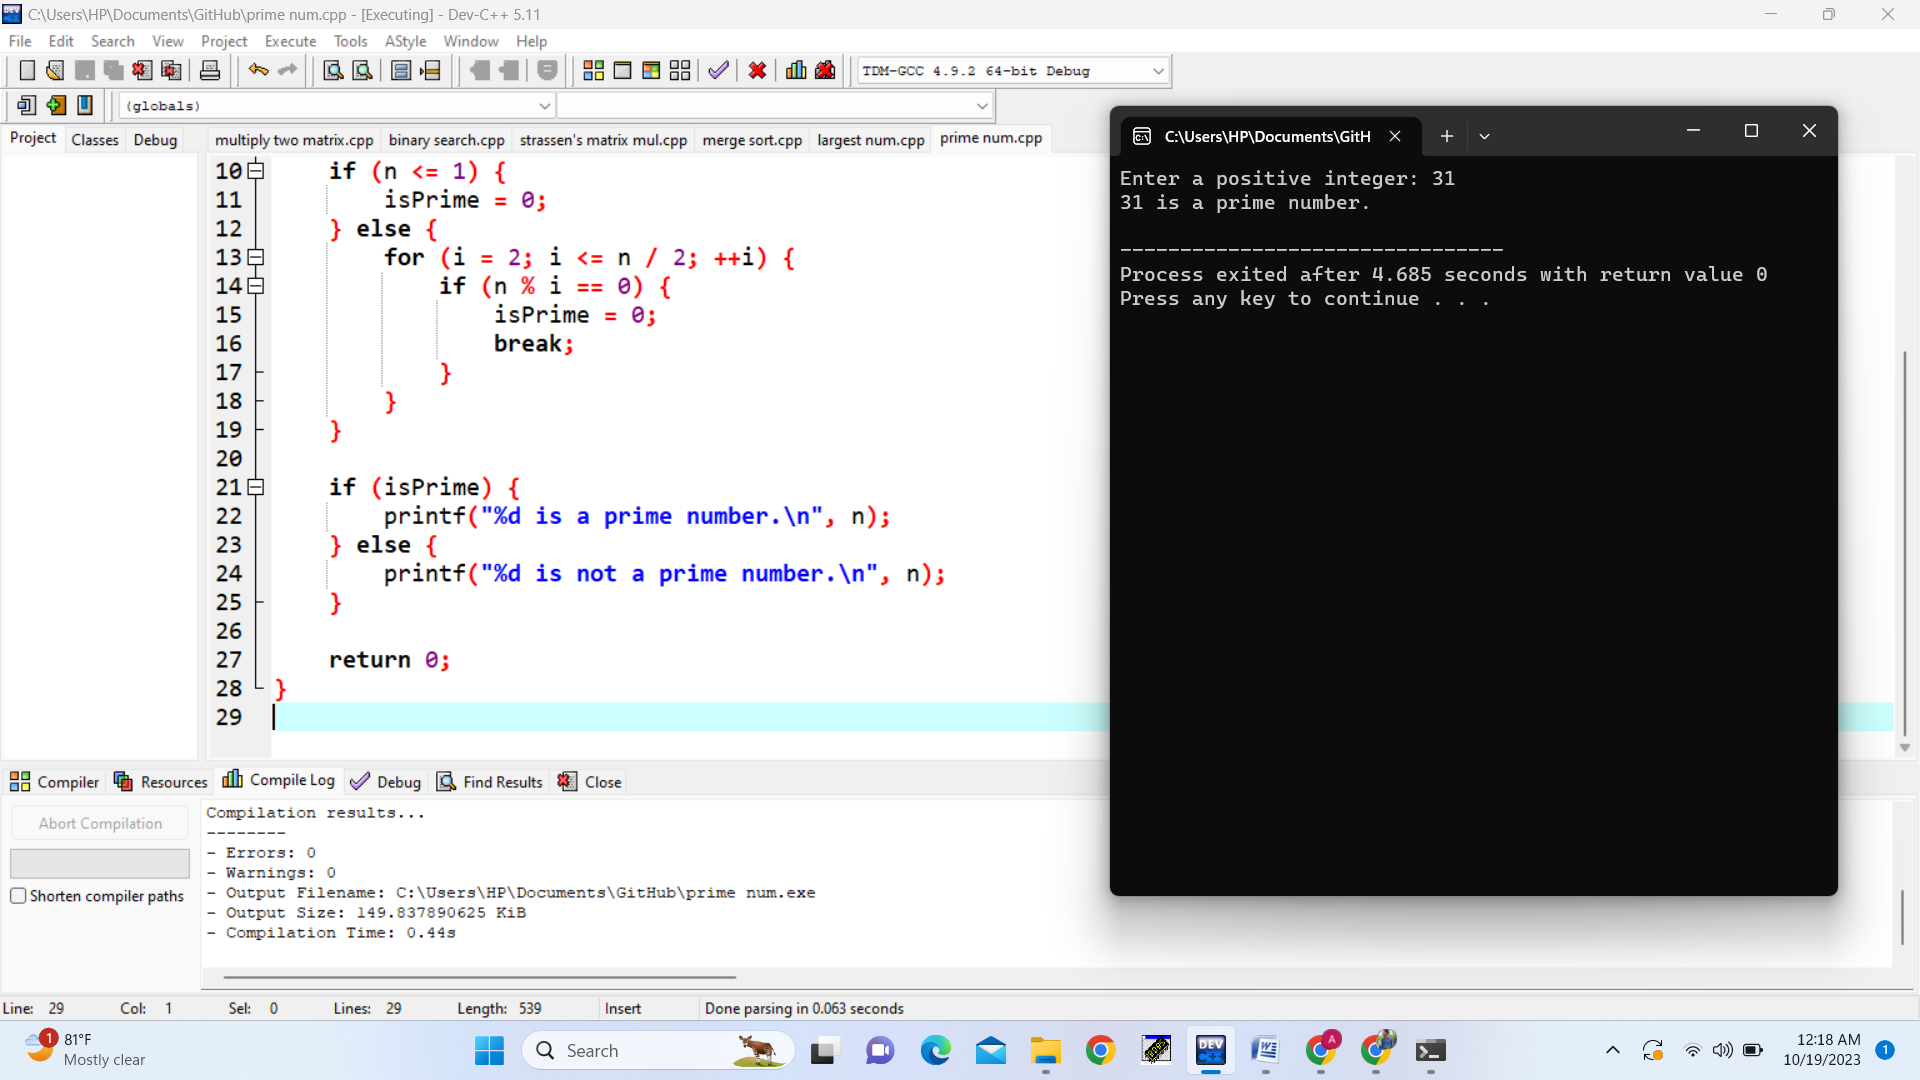 C:\Users\HP\Documents\GitHub\prime num.cpp - [Executing] - Dev-C++ 5.11
File Edit Search View Project Execute Tools AStyle Window Help
TDM-GCC 4.9.2 64-bit Debug
(globals)
Project Classes Debug
multiply two matrix.cpp binary search.cpp strassen's matrix mul.cpp merge sort.cpp largest num.cpp prime num.cpp
10 if (n <= 1) {
11 isPrime = 0;
12 } else {
13 for (i = 2; i <= n / 2; ++i) {
14 if (n % i == 0) {
15 isPrime = 0;
16 break;
17 }
18 }
19 }
20
21 if (isPrime) {
22 printf("%d is a prime number.\n", n);
23 } else {
24 printf("%d is not a prime number.\n", n);
25 }
26
27 return 0;
28 }
29
C:\Users\HP\Documents\GitH
Enter a positive integer: 31
31 is a prime number.
--------------------------------
Process exited after 4.685 seconds with return value 0
Press any key to continue . . .
Compiler Resources Compile Log Debug Find Results Close
Abort Compilation
Shorten compiler paths
Compilation results...
--------
- Errors: 0
- Warnings: 0
- Output Filename: C:\Users\HP\Documents\GitHub\prime num.exe
- Output Size: 149.837890625 KiB
- Compilation Time: 0.44s
Line: 29 Col: 1 Sel: 0 Lines: 29 Length: 539 Insert Done parsing in 0.063 seconds
1
81°F
Mostly clear
Search
DEV
A
12:18 AM
10/19/2023
1